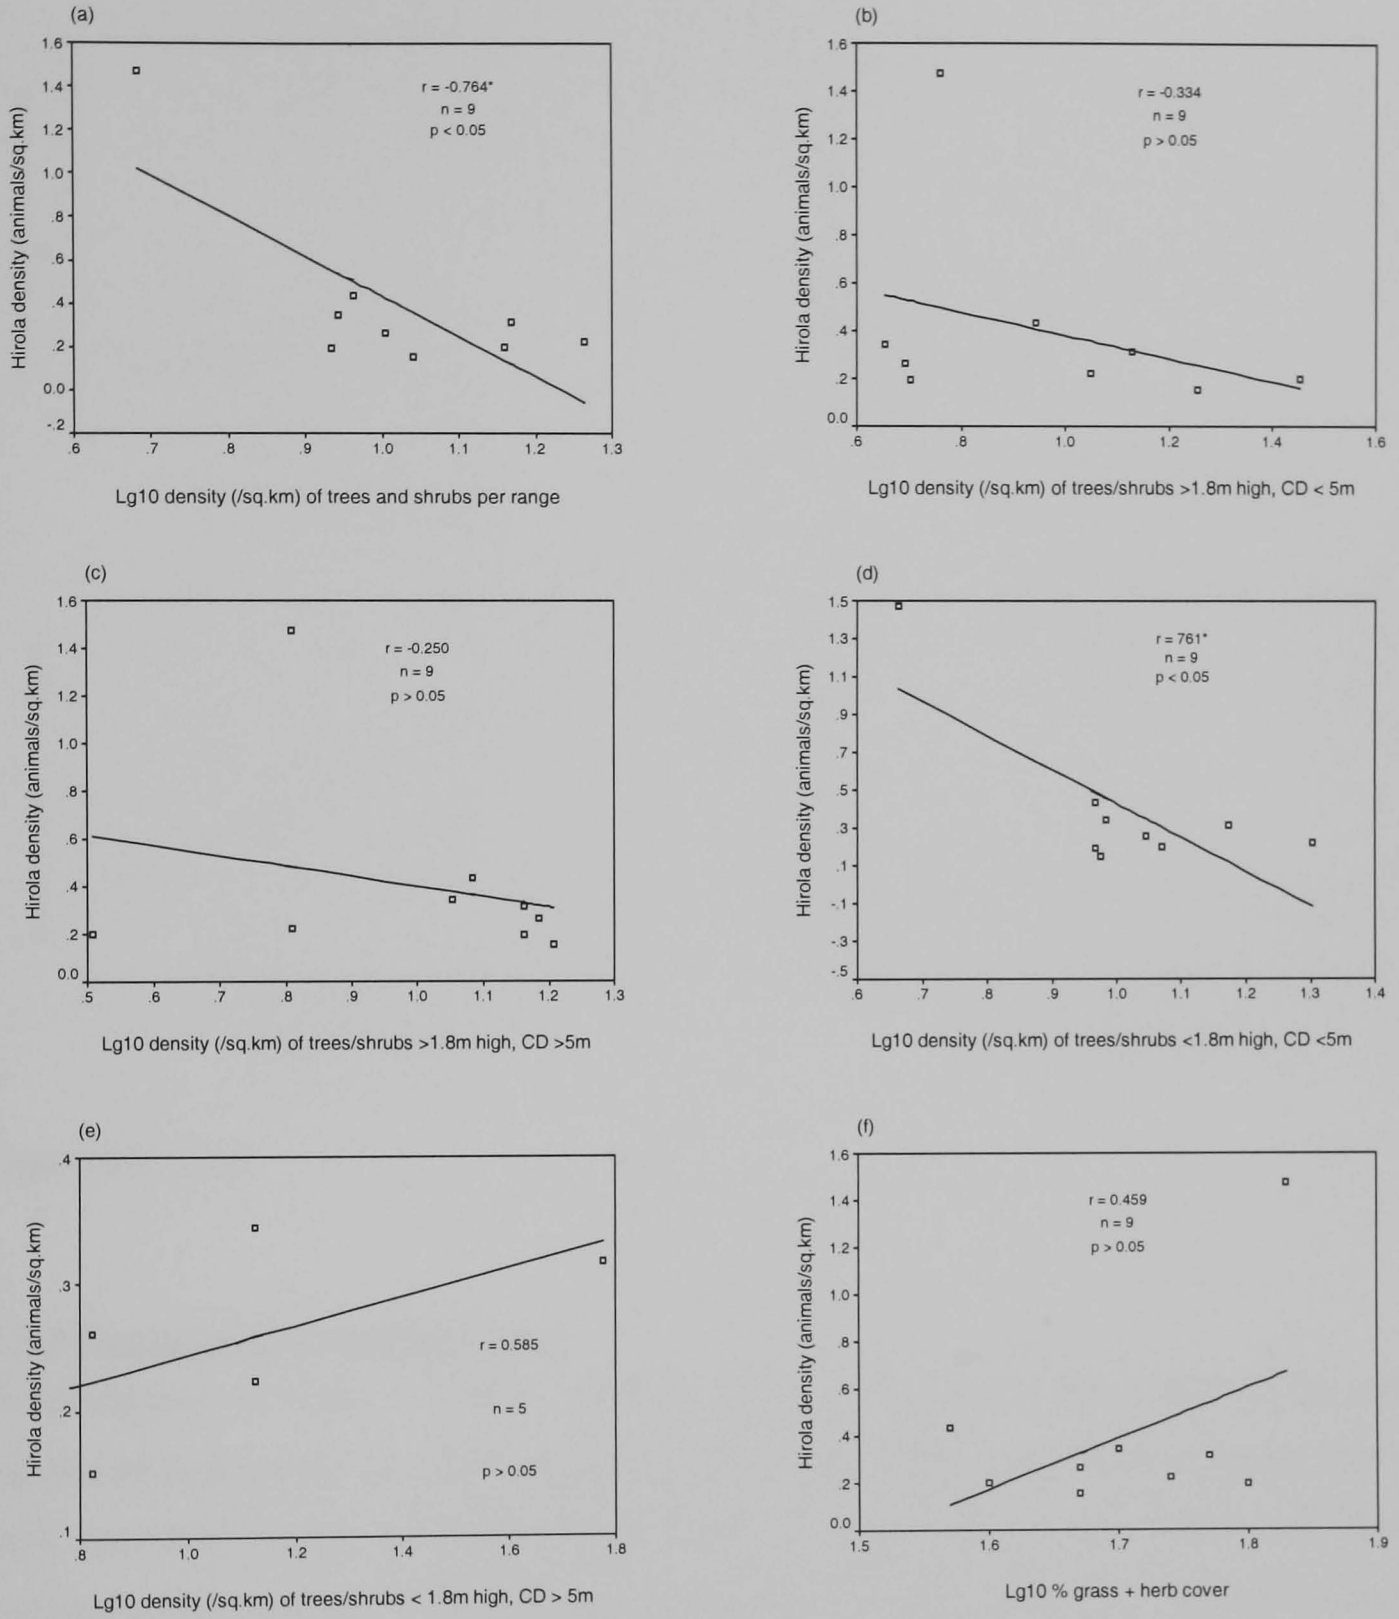 (a)
1.6
1.4
1.2
1.0
.8
.6
.4
.2
0.0
-.2
Hirola density (animals/sq.km)
r = -0.764*
n = 9
p < 0.05
.6 .7 .8 .9 1.0 1.1 1.2 1.3
Lg10 density (/sq.km) of trees and shrubs per range
(b)
1.6
1.4
1.2
1.0
.8
.6
.4
.2
0.0
Hirola density (animals/sq.km)
r = -0.334
n = 9
p > 0.05
.6 .8 1.0 1.2 1.4 1.6
Lg10 density (/sq.km) of trees/shrubs >1.8m high, CD < 5m
(c)
1.6
1.4
1.2
1.0
.8
.6
.4
.2
0.0
Hirola density (animals/sq.km)
r = -0.250
n = 9
p > 0.05
.5 .6 .7 .8 .9 1.0 1.1 1.2 1.3
Lg10 density (/sq.km) of trees/shrubs >1.8m high, CD >5m
(d)
1.5
1.3
1.1
.9
.7
.5
.3
.1
-.1
-.3
-.5
Hirola density (animals/sq.km)
r = 761*
n = 9
p < 0.05
.6 .7 .8 .9 1.0 1.1 1.2 1.3 1.4
Lg10 density (/sq.km) of trees/shrubs <1.8m high, CD <5m
(e)
.4
.3
.2
.1
Hirola density (animals/sq.km)
r = 0.585
n = 5
p > 0.05
.8 1.0 1.2 1.4 1.6 1.8
Lg10 density (/sq.km) of trees/shrubs < 1.8m high, CD > 5m
(f)
1.6
1.4
1.2
1.0
.8
.6
.4
.2
0.0
Hirola density (animals/sq.km)
r = 0.459
n = 9
p > 0.05
1.5 1.6 1.7 1.8 1.9
Lg10 % grass + herb cover